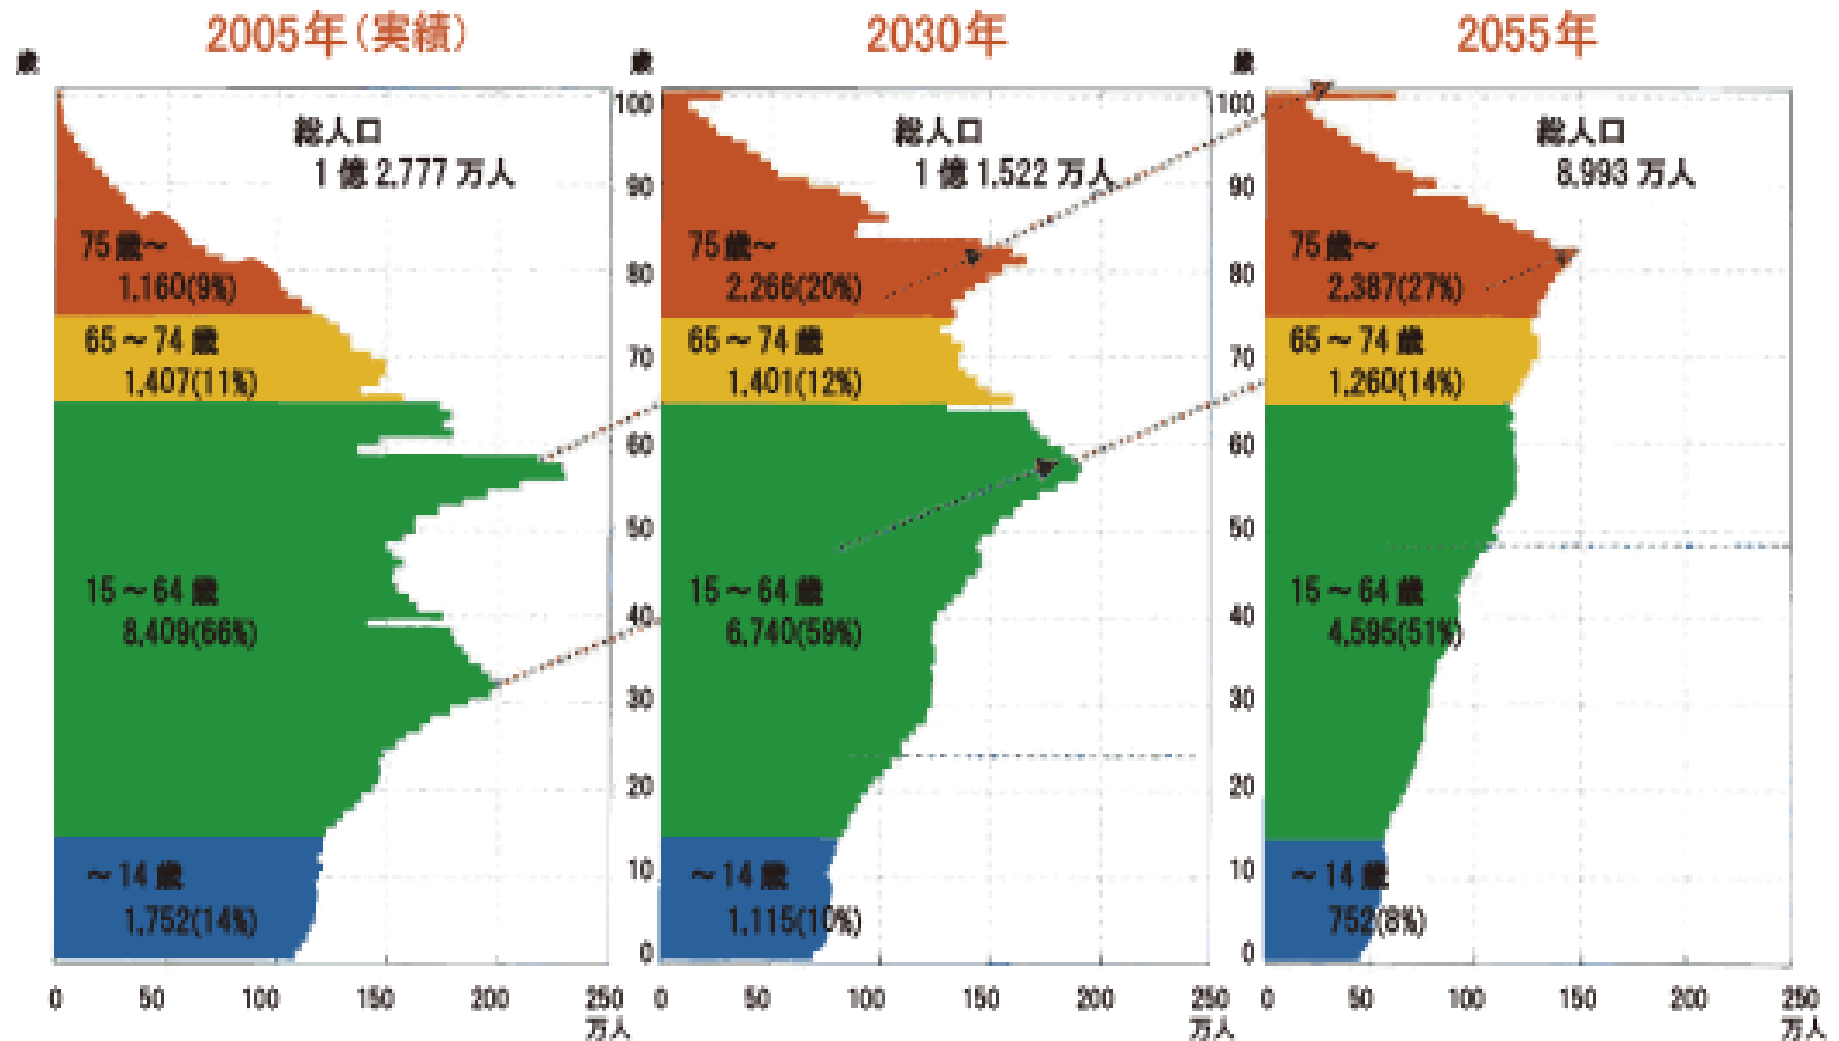 2005年(実績)
2030年
2055年
歳
総人口
1億2,777万人
75歳～
1,160(9%)
65～74歳
1,407(11%)
15～64歳
8,409(66%)
～14歳
1,752(14%)
0
50
100
150
200
250
万人
歳
100
90
80
70
60
50
40
30
20
10
0
総人口
1億1,522万人
75歳～
2,266(20%)
65～74歳
1,401(12%)
15～64歳
6,740(59%)
～14歳
1,115(10%)
0
50
100
150
200
250
万人
歳
100
90
80
70
60
50
40
30
20
10
0
総人口
8,993万人
75歳～
2,387(27%)
65～74歳
1,260(14%)
15～64歳
4,595(51%)
～14歳
752(8%)
0
50
100
150
200
250
万人